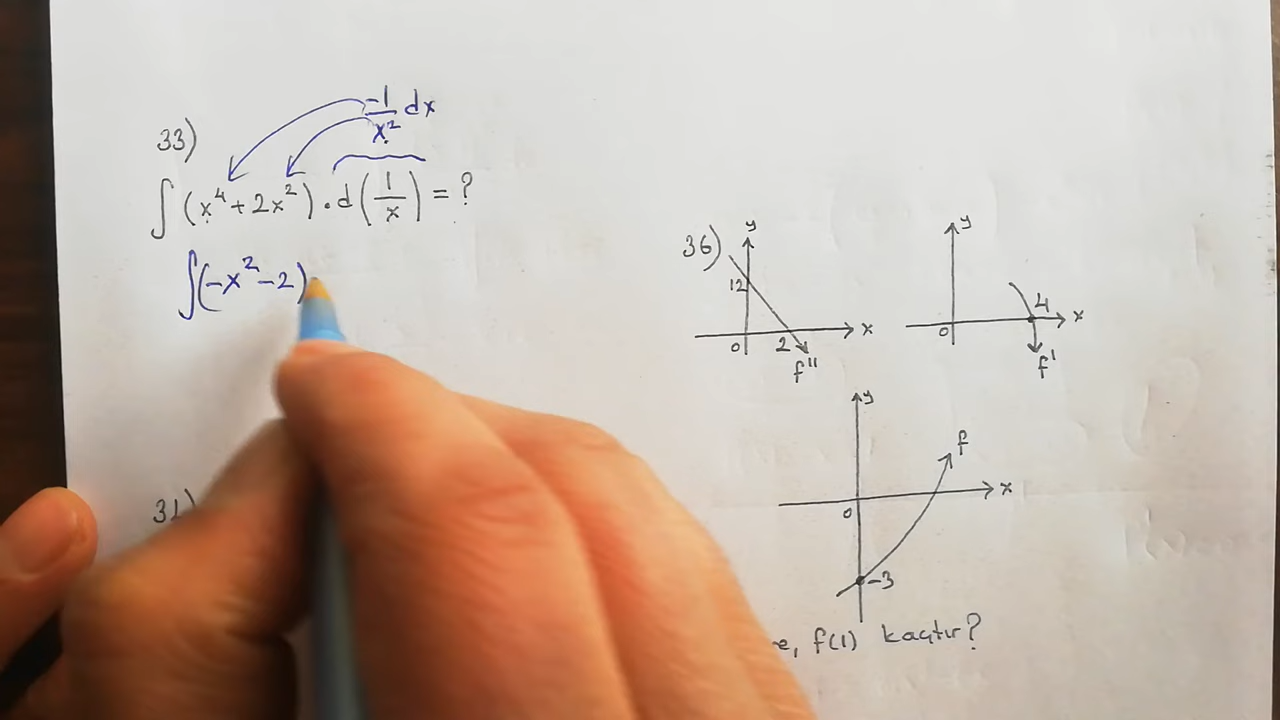 33)
-1/x² dx
∫ (x⁴ + 2x²) · d(1/x) = ?
∫(-x² - 2)
36)
y
12
0
2
x
f''
y
0
4
x
f'
y
f
x
0
-3
f(1) kaçtır?